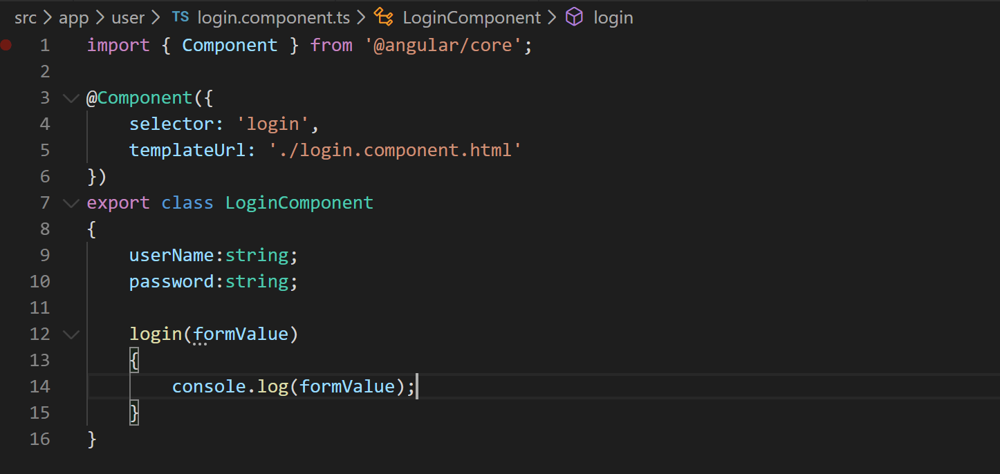 src > app > user > TS login.component.ts > LoginComponent > login
1 import { Component } from '@angular/core';
2
3 @Component({
4     selector: 'login',
5     templateUrl: './login.component.html'
6 })
7 export class LoginComponent
8 {
9     userName:string;
10     password:string;
11
12     login(formValue)
13     {
14         console.log(formValue);
15     }
16 }